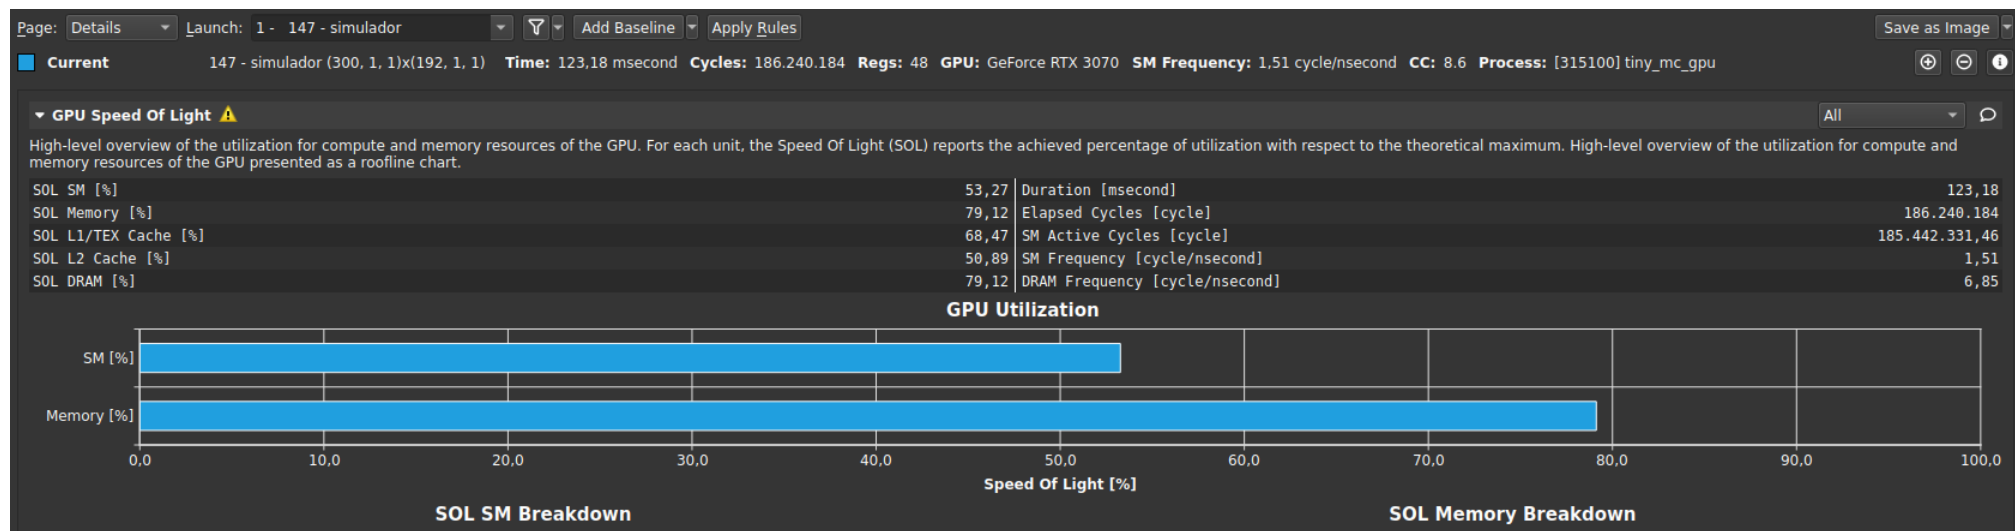 Page: Details Launch: 1 - 147 - simulador Add Baseline Apply Rules Save as Image
Current 147 - simulador (300, 1, 1)x(192, 1, 1) Time: 123,18 msecond Cycles: 186.240.184 Regs: 48 GPU: GeForce RTX 3070 SM Frequency: 1,51 cycle/nsecond CC: 8.6 Process: [315100] tiny_mc_gpu
GPU Speed Of Light All
High-level overview of the utilization for compute and memory resources of the GPU. For each unit, the Speed Of Light (SOL) reports the achieved percentage of utilization with respect to the theoretical maximum. High-level overview of the utilization for compute and
memory resources of the GPU presented as a roofline chart.
SOL SM [%] 53,27 Duration [msecond] 123,18
SOL Memory [%] 79,12 Elapsed Cycles [cycle] 186.240.184
SOL L1/TEX Cache [%] 68,47 SM Active Cycles [cycle] 185.442.331,46
SOL L2 Cache [%] 50,89 SM Frequency [cycle/nsecond] 1,51
SOL DRAM [%] 79,12 DRAM Frequency [cycle/nsecond] 6,85
GPU Utilization
SM [%]
Memory [%]
0,0 10,0 20,0 30,0 40,0 50,0 60,0 70,0 80,0 90,0 100,0
Speed Of Light [%]
SOL SM Breakdown SOL Memory Breakdown